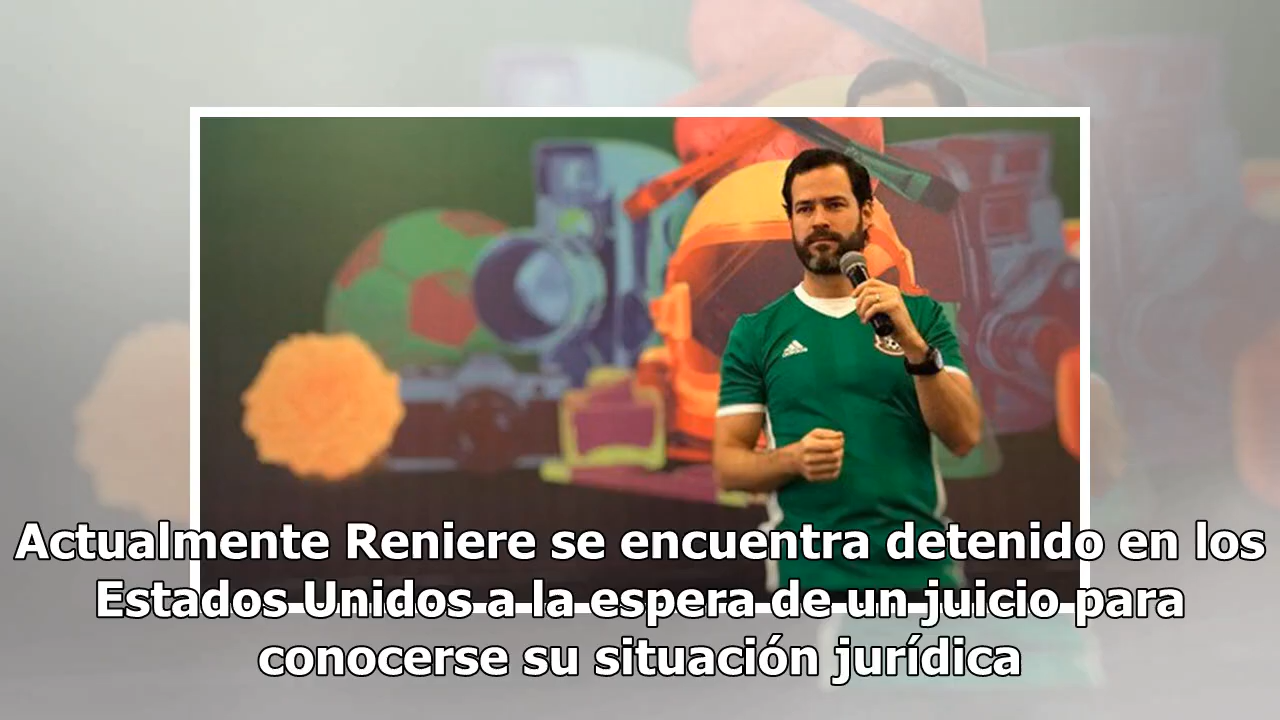 Actualmente Reniere se encuentra detenido en los
Estados Unidos a la espera de un juicio para
conocerse su situación jurídica